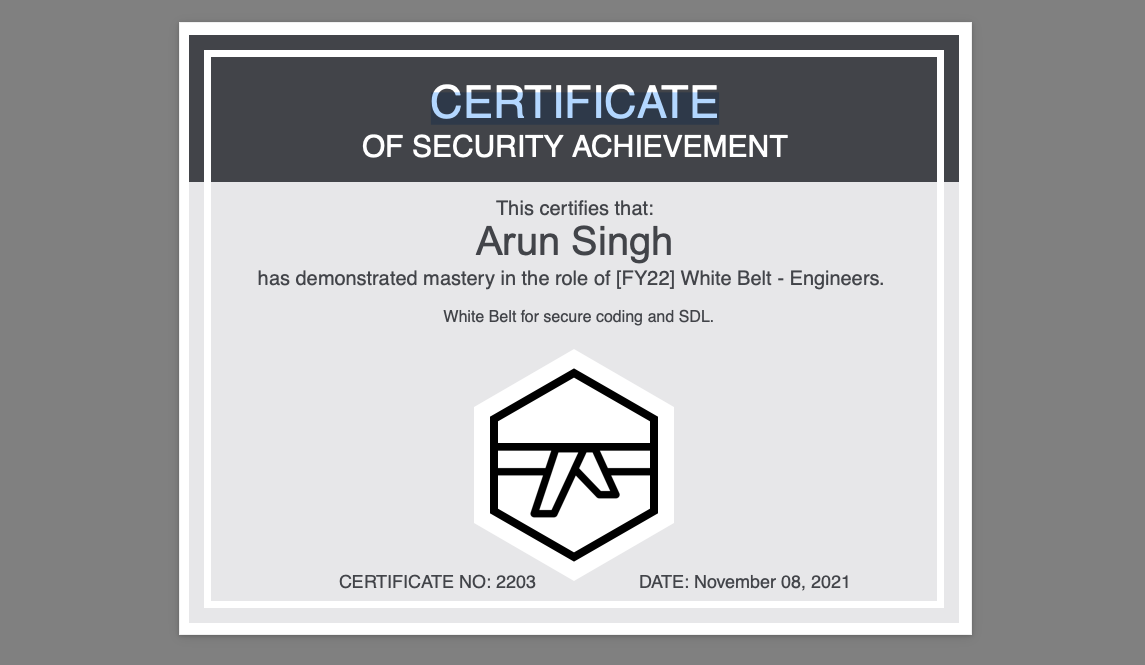 CERTIFICATE
OF SECURITY ACHIEVEMENT
This certifies that:
Arun Singh
has demonstrated mastery in the role of [FY22] White Belt - Engineers.
White Belt for secure coding and SDL.
CERTIFICATE NO: 2203
DATE: November 08, 2021